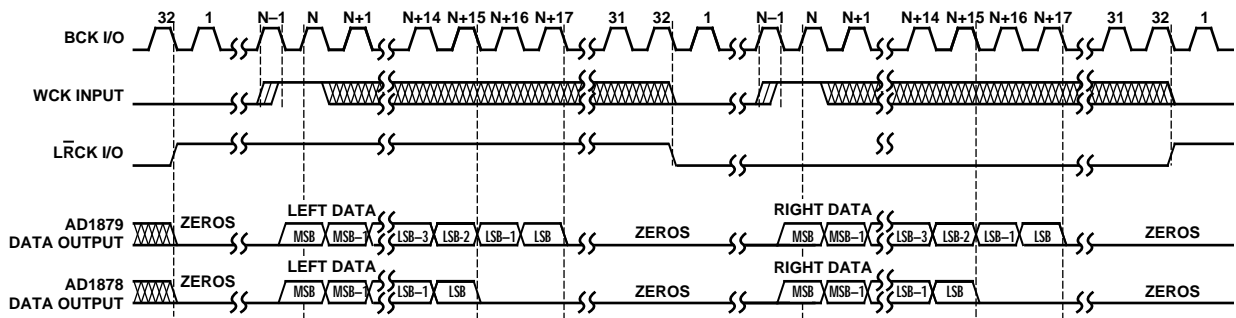 32 1 N–1 N N+1 N+14 N+15 N+16 N+17 31 32 1 N–1 N N+1 N+14 N+15 N+16 N+17 31 32 1
BCK I/O
WCK INPUT
LR̅CK I/O
AD1879 DATA OUTPUT
ZEROS
LEFT DATA
MSB MSB–1 LSB–3 LSB-2 LSB–1 LSB
ZEROS
RIGHT DATA
MSB MSB–1 LSB–3 LSB-2 LSB–1 LSB
ZEROS
AD1878 DATA OUTPUT
ZEROS
LEFT DATA
MSB MSB–1 LSB–1 LSB
ZEROS
RIGHT DATA
MSB MSB–1 LSB–1 LSB
ZEROS